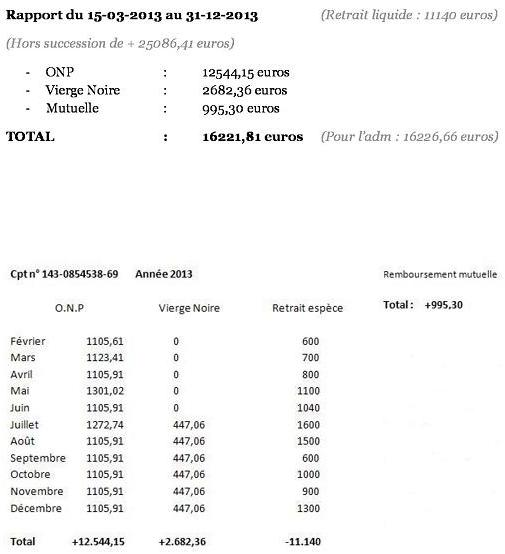 Rapport du 15-03-2013 au 31-12-2013 (Retrait liquide : 11140 euros)
(Hors succession de + 25086,41 euros)
- ONP : 12544,15 euros
- Vierge Noire : 2682,36 euros
- Mutuelle : 995,30 euros
TOTAL : 16221,81 euros (Pour l'adm : 16226,66 euros)
Cpt n° 143-0854538-69 Année 2013 Remboursement mutuelle
O.N.P Vierge Noire Retrait espèce Total : +995,30
Février 1105,61 0 600
Mars 1123,41 0 700
Avril 1105,91 0 800
Mai 1301,02 0 1100
Juin 1105,91 0 1040
Juillet 1272,74 447,06 1600
Août 1105,91 447,06 1500
Septembre 1105,91 447,06 600
Octobre 1105,91 447,06 1000
Novembre 1105,91 447,06 900
Décembre 1105,91 447,06 1300
Total +12.544,15 +2.682,36 -11.140